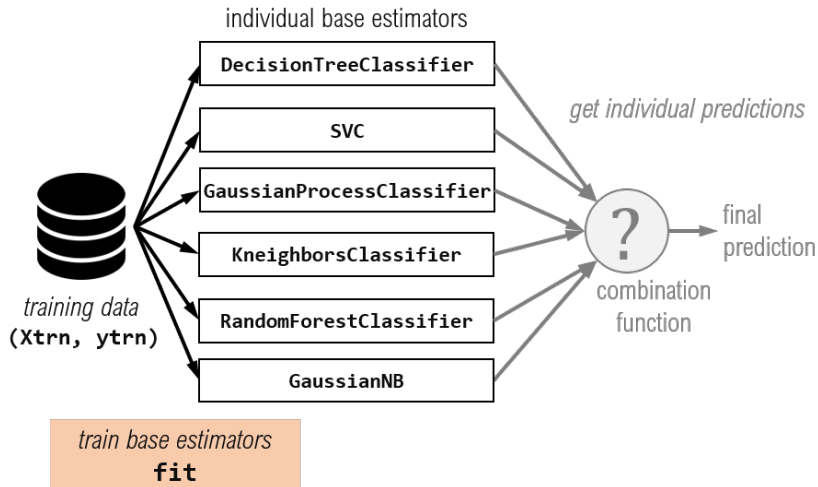 individual base estimators
DecisionTreeClassifier
SVC
GaussianProcessClassifier
KneighborsClassifier
RandomForestClassifier
GaussianNB
training data
(Xtrn, ytrn)
train base estimators
fit
get individual predictions
?
combination
function
final
prediction